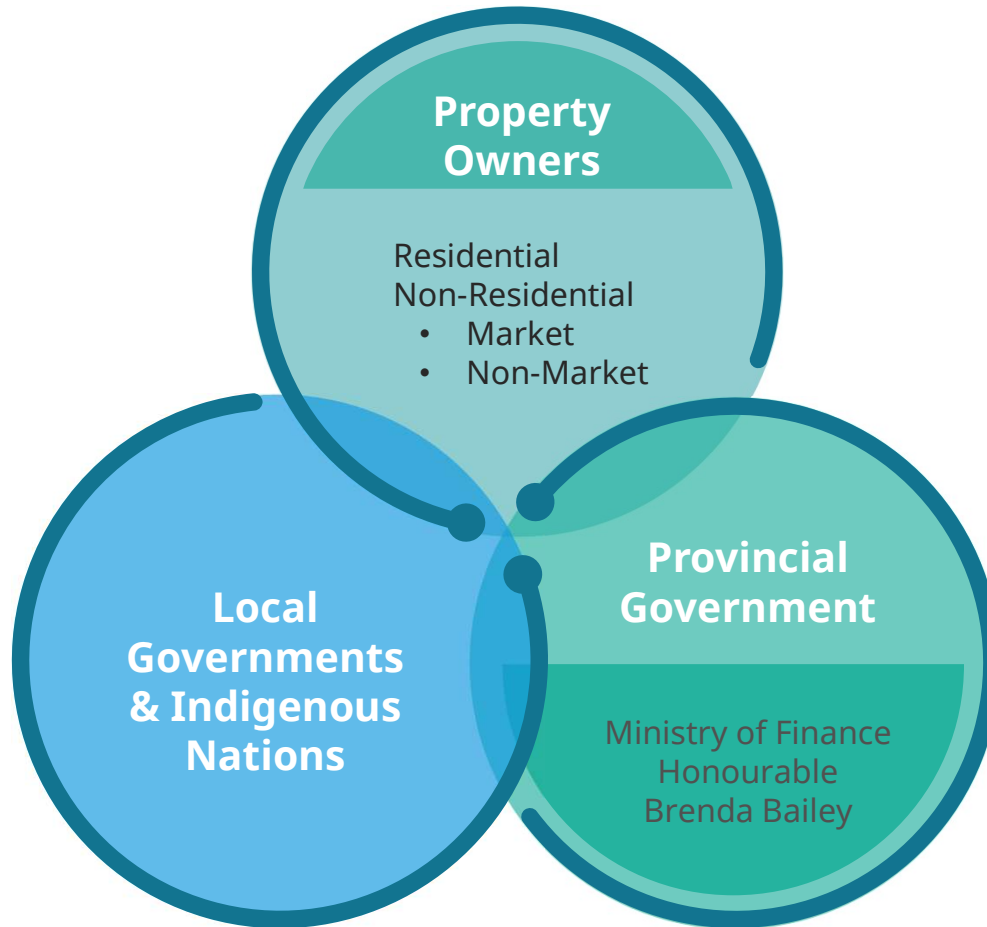 Property
Owners
Residential
Non-Residential
• Market
• Non-Market
Local
Governments
& Indigenous
Nations
Provincial
Government
Ministry of Finance
Honourable
Brenda Bailey